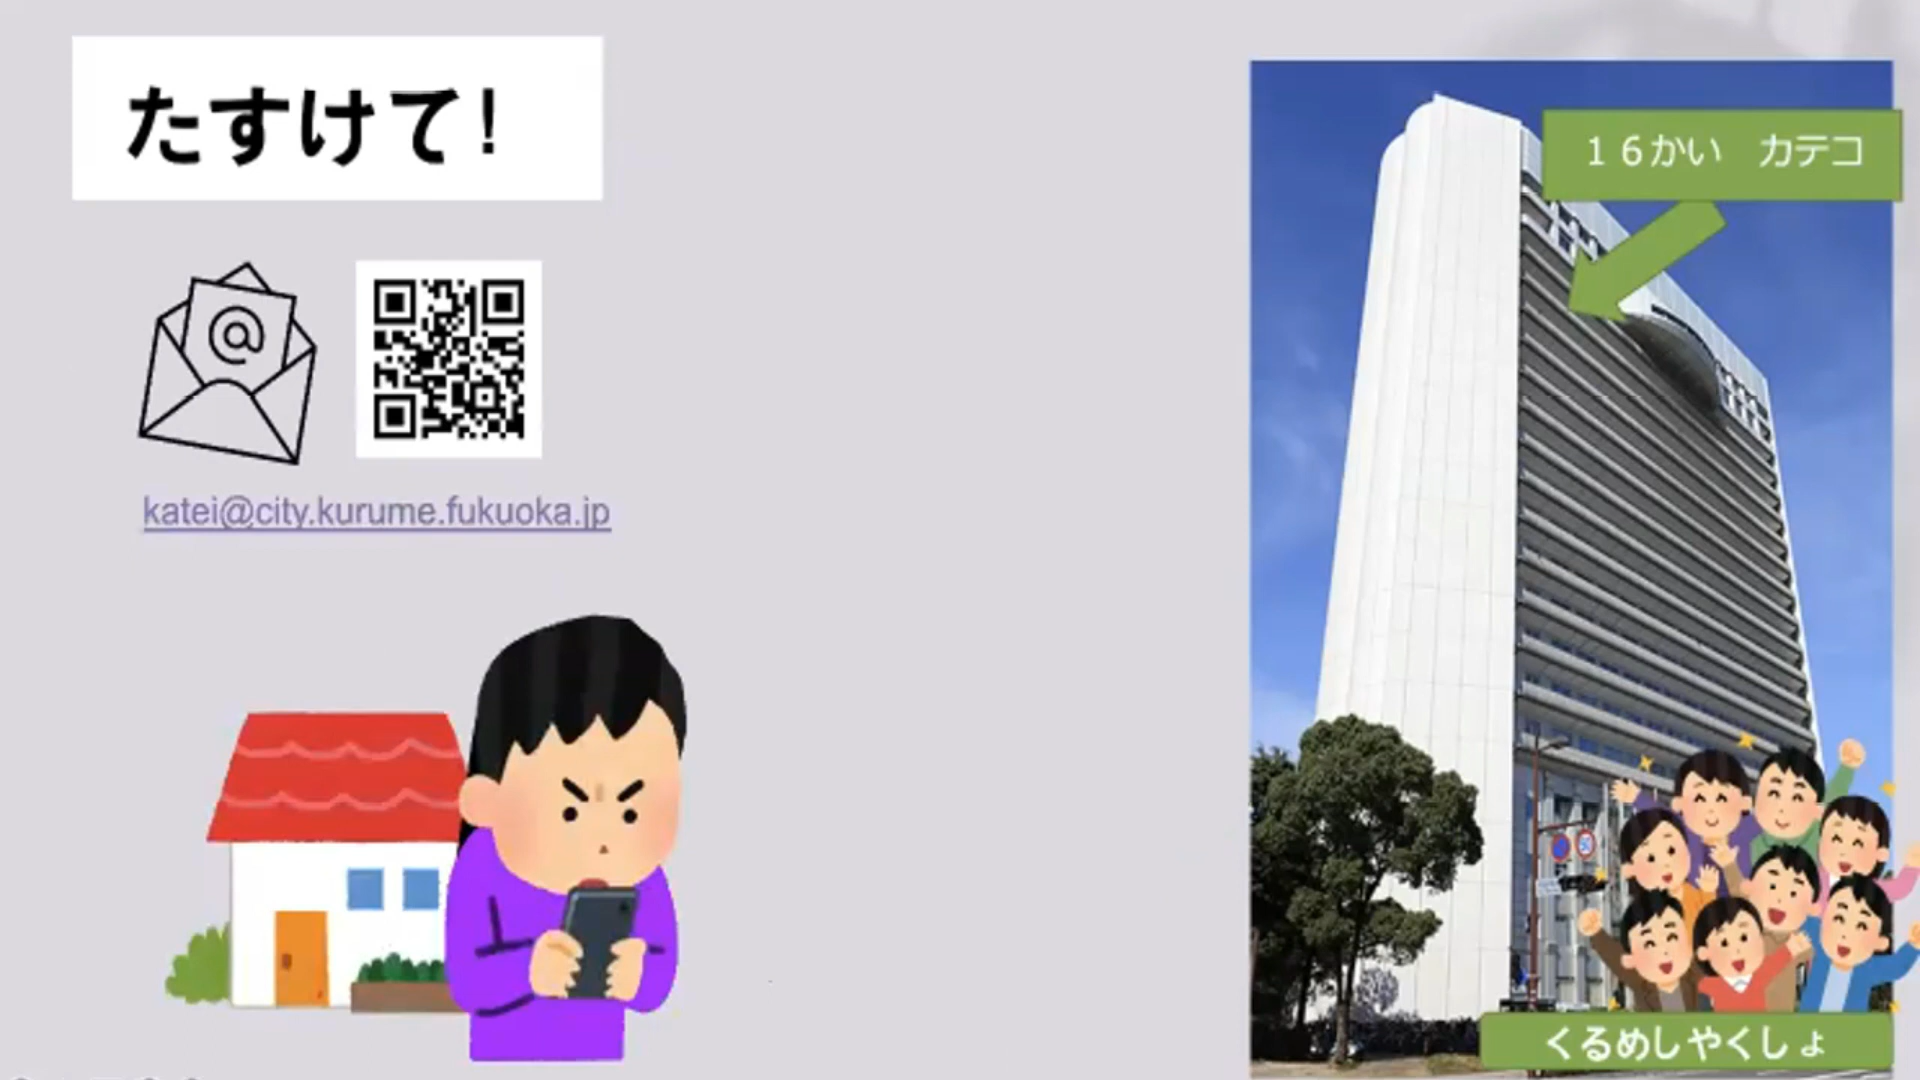 たすけて!
@
katei@city.kurume.fukuoka.jp
16かい カテコ
くるめしやくしょ